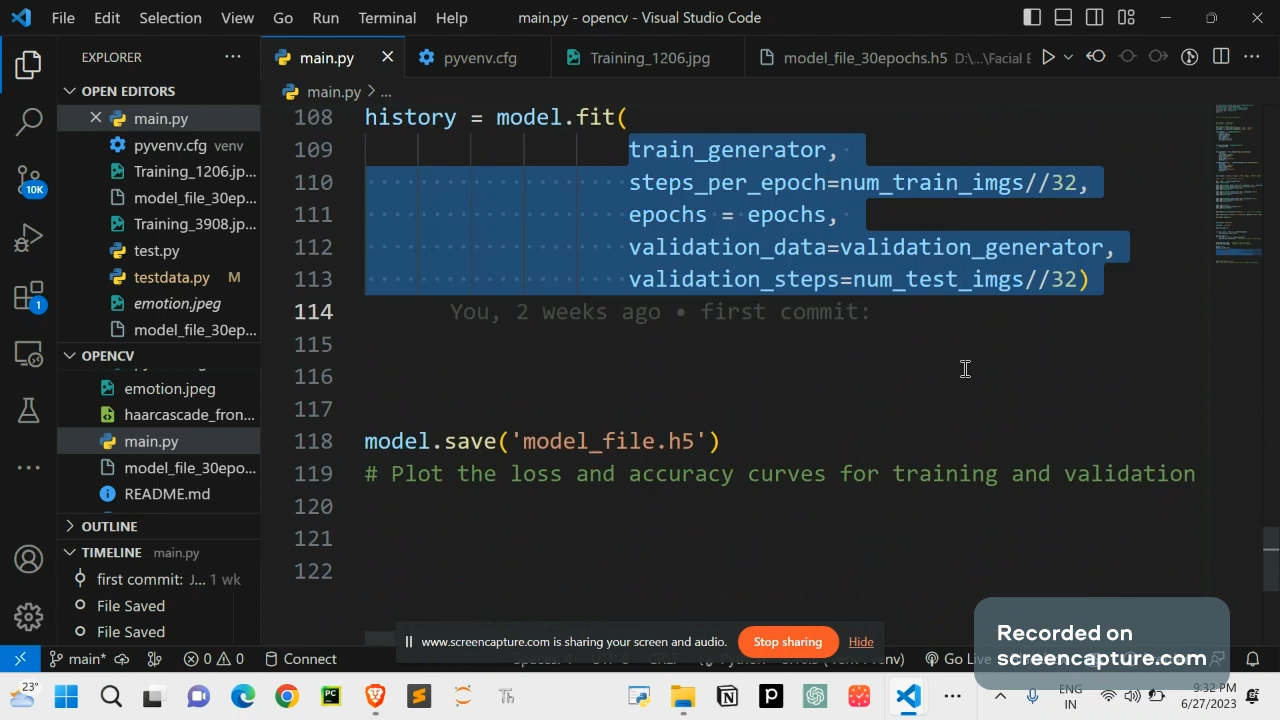 File Edit Selection View Go Run Terminal Help main.py - opencv - Visual Studio Code
EXPLORER
main.py
pyvenv.cfg
Training_1206.jpg
model_file_30epochs.h5 D:\...\Facial E
OPEN EDITORS
main.py
pyvenv.cfg venv
Training_1206.jp...
model_file_30ep...
Training_3908.jp...
test.py
testdata.py M
emotion.jpeg
model_file_30ep...
OPENCV
emotion.jpeg
haarcascade_fron...
main.py
model_file_30epo...
README.md
OUTLINE
TIMELINE main.py
first commit: J... 1 wk
File Saved
File Saved
10K
1
main.py > ...
108 history = model.fit(
109 train_generator,
110 steps_per_epoch=num_train_imgs//32,
111 epochs = epochs,
112 validation_data=validation_generator,
113 validation_steps=num_test_imgs//32)
114 You, 2 weeks ago • first commit:
115
116
117
118 model.save('model_file.h5')
119 # Plot the loss and accuracy curves for training and validation
120
121
122
www.screencapture.com is sharing your screen and audio. Stop sharing Hide
Recorded on
screencapture.com
main* 0 0 Connect
Go Live
23°
ENG
IN
9:32 PM
6/27/2023